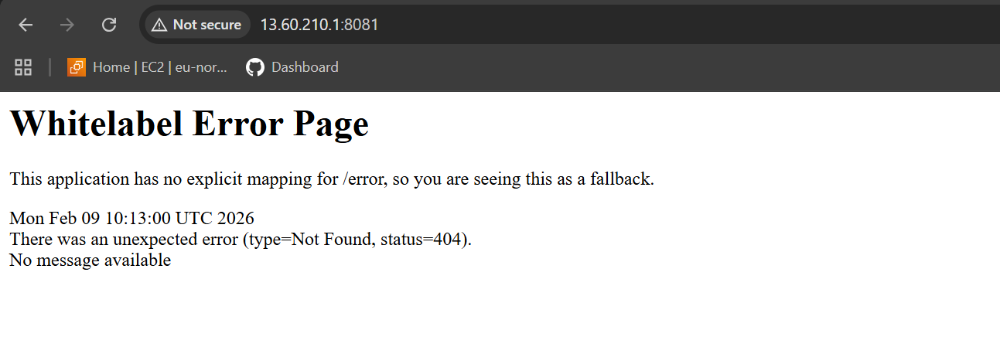 Not secure 13.60.210.1:8081
Home | EC2 | eu-nor... Dashboard
Whitelabel Error Page
This application has no explicit mapping for /error, so you are seeing this as a fallback.
Mon Feb 09 10:13:00 UTC 2026
There was an unexpected error (type=Not Found, status=404).
No message available